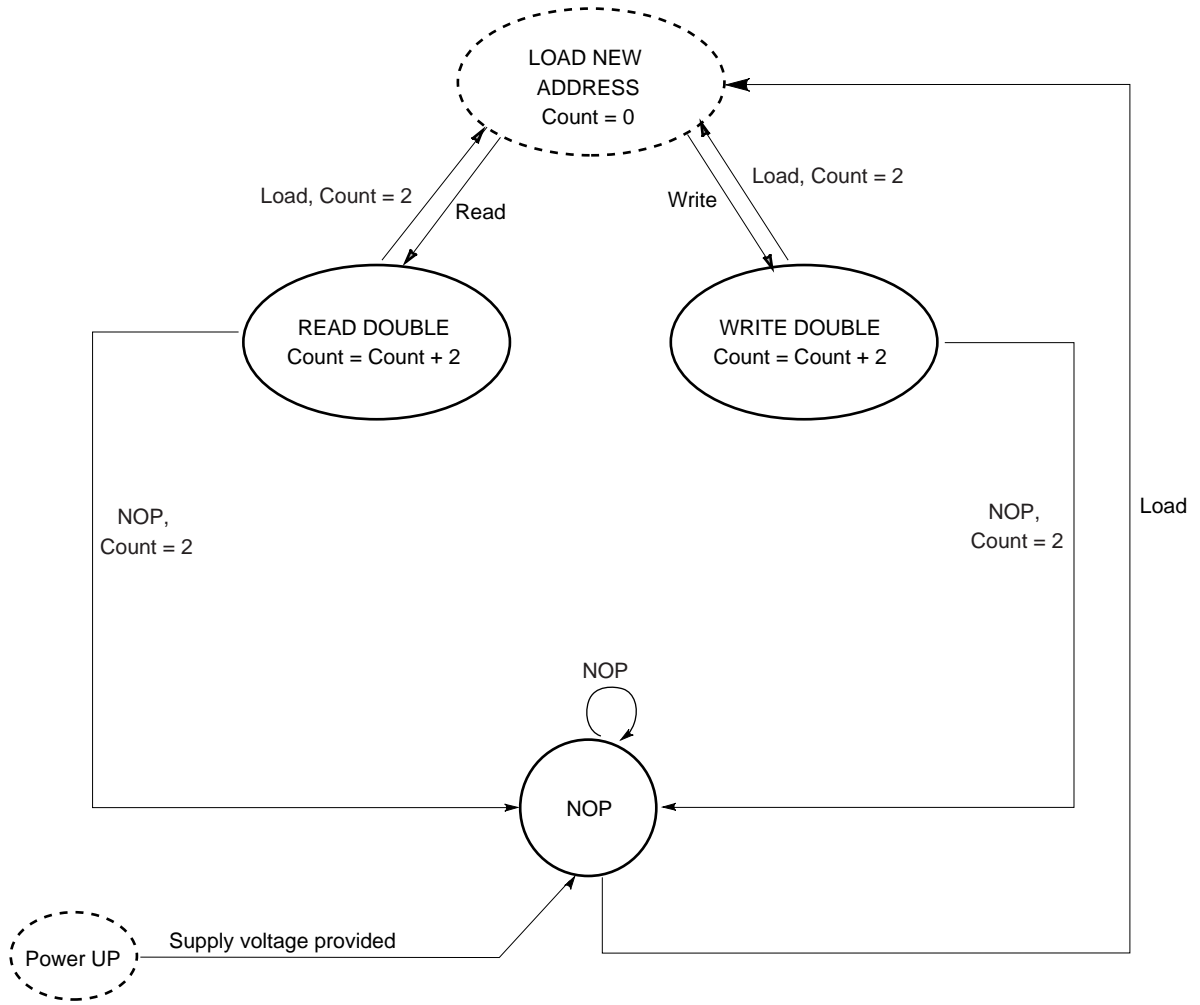 LOAD NEW
ADDRESS
Count = 0
Load, Count = 2
Read
Write
Load, Count = 2
READ DOUBLE
Count = Count + 2
WRITE DOUBLE
Count = Count + 2
NOP,
Count = 2
NOP,
Count = 2
Load
NOP
NOP
Supply voltage provided
Power UP